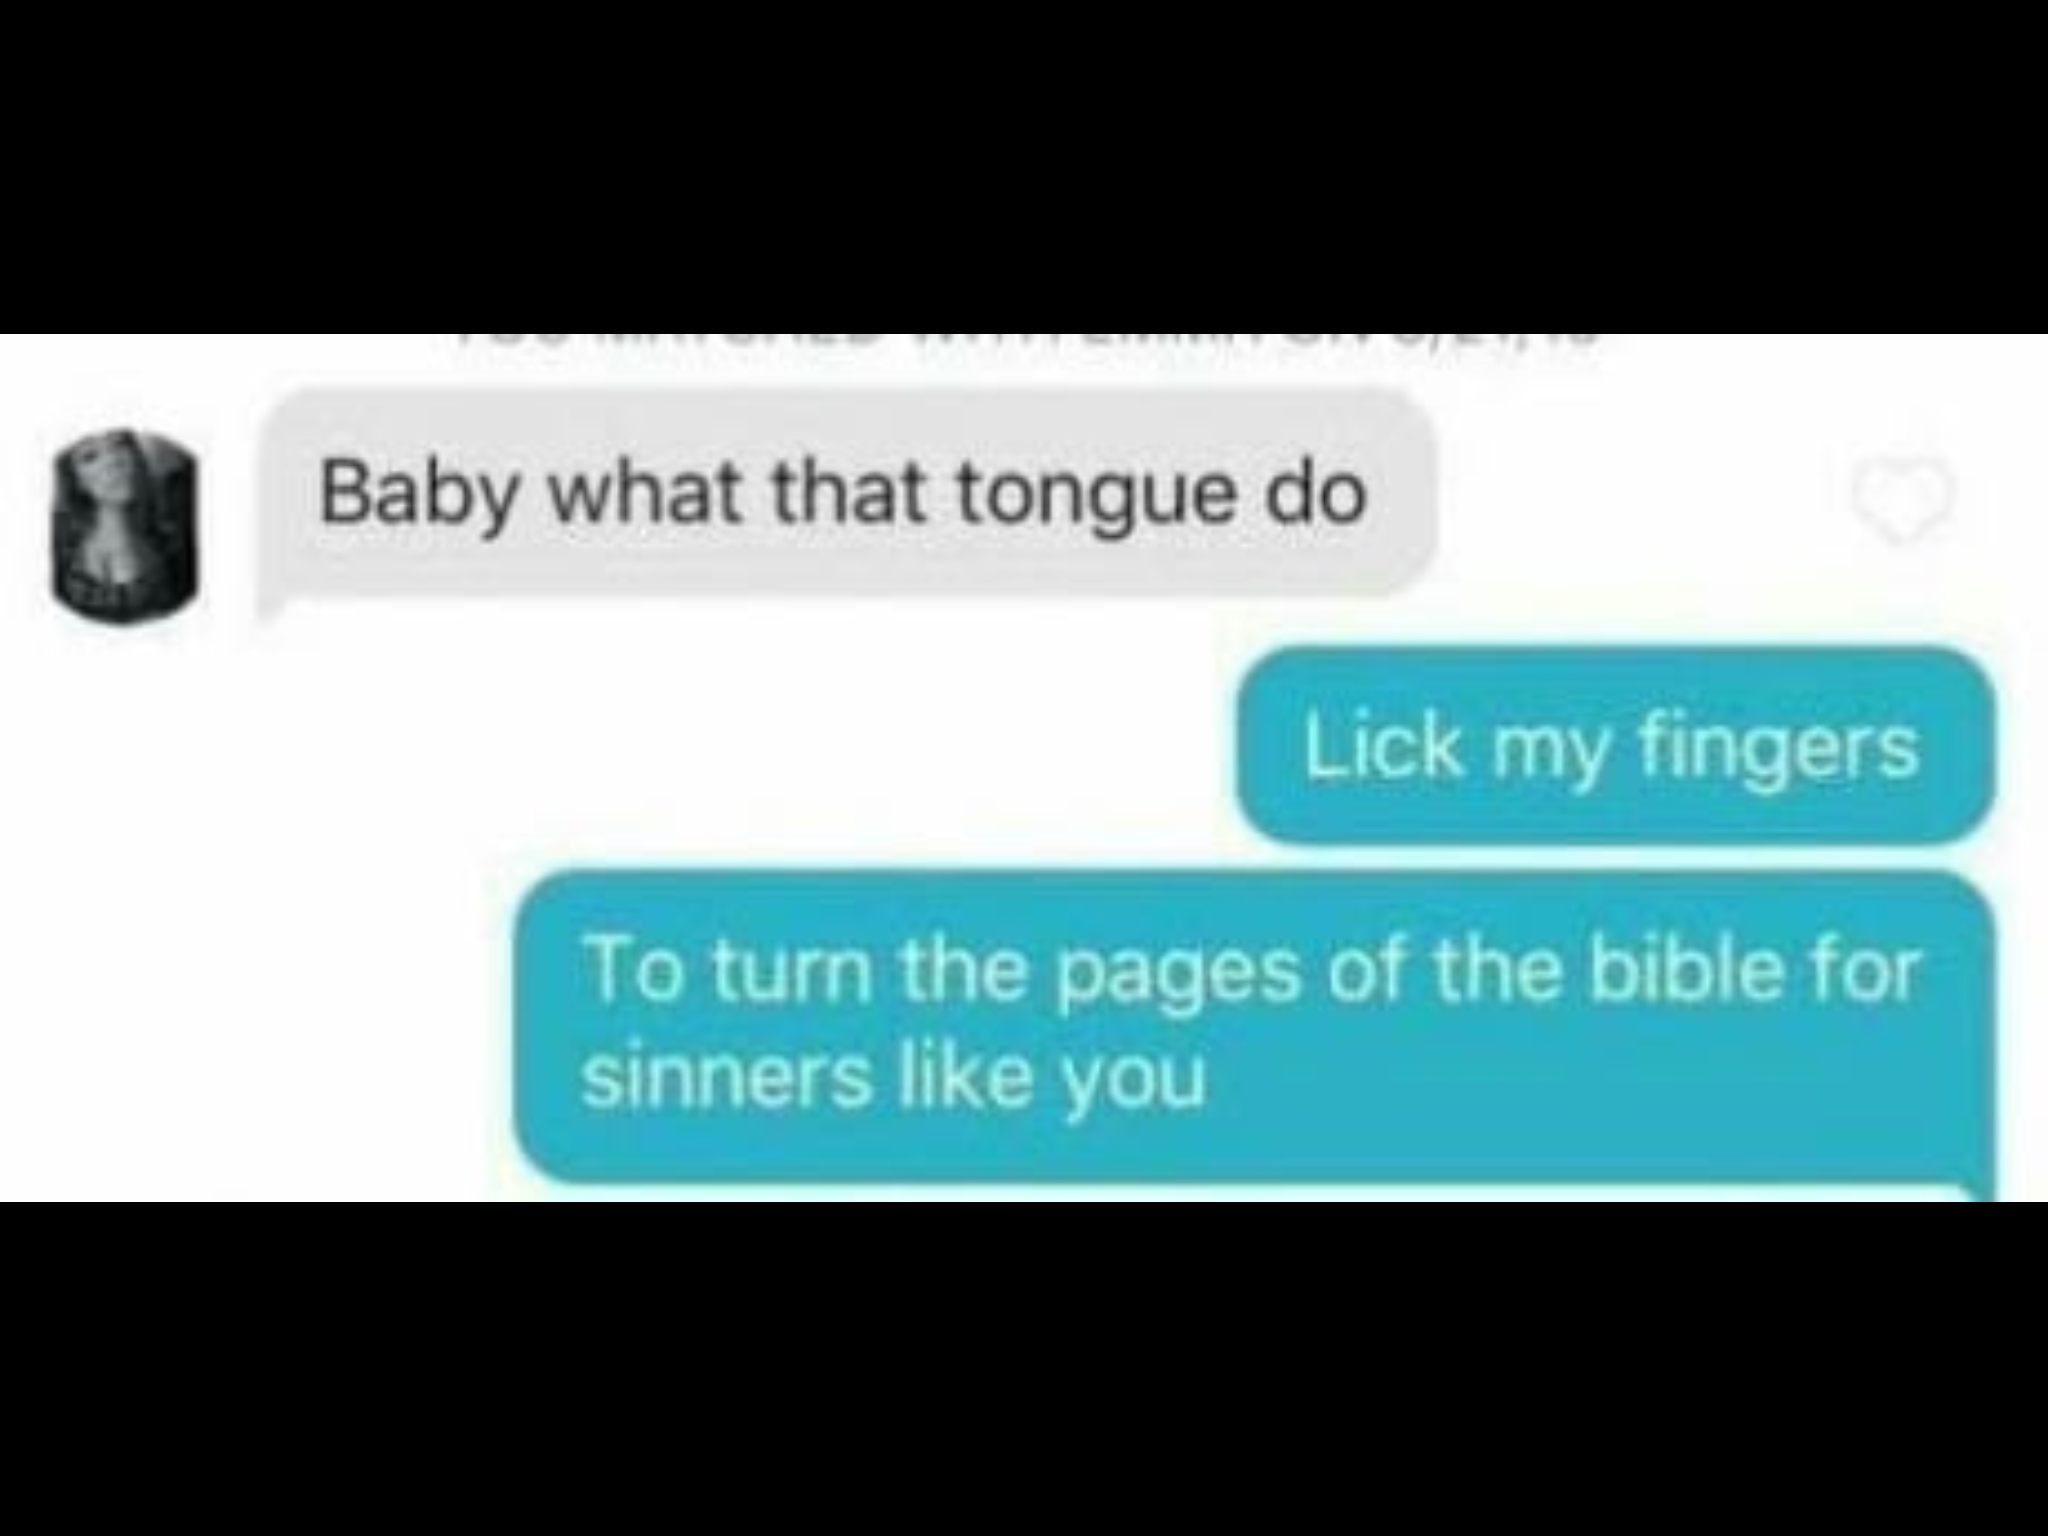 Baby what that tongue do
Lick my fingers
To turn the pages of the bible for
sinners like you